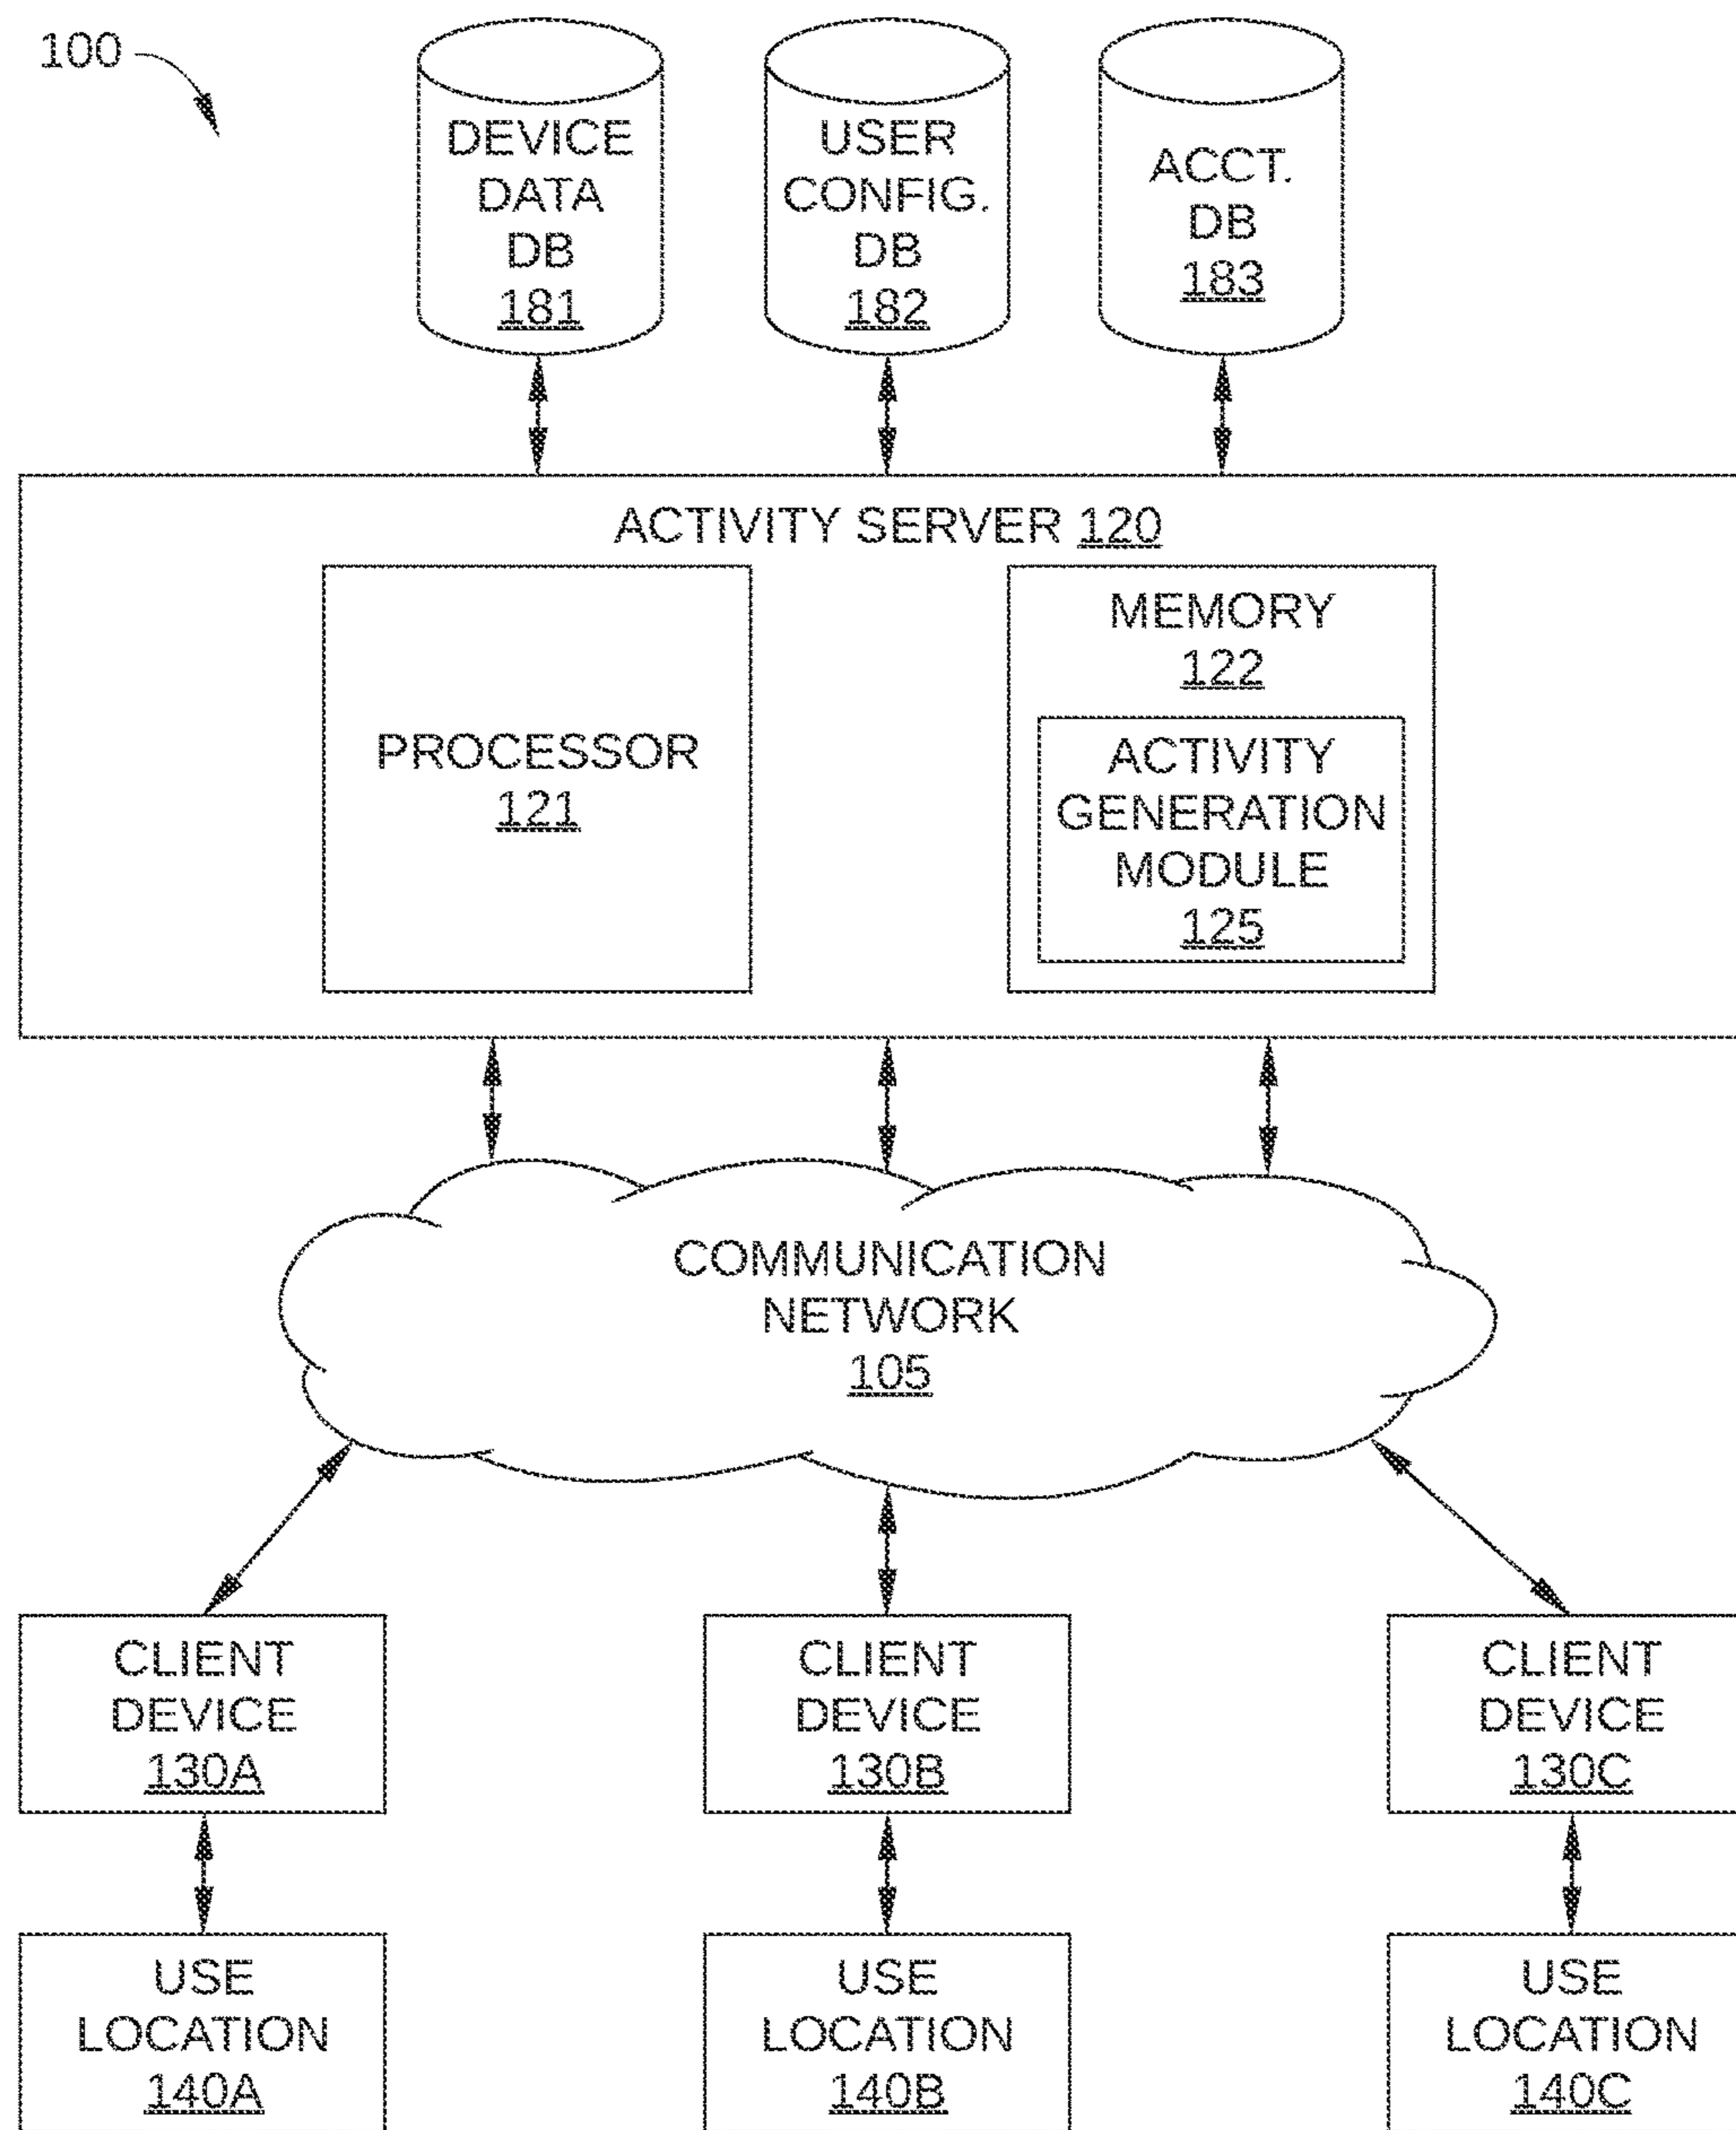 100
DEVICE
DATA
DB
181
USER
CONFIG.
DB
182
ACCT.
DB
183
ACTIVITY SERVER 120
PROCESSOR
121
MEMORY
122
ACTIVITY
GENERATION
MODULE
125
COMMUNICATION
NETWORK
105
CLIENT
DEVICE
130A
CLIENT
DEVICE
130B
CLIENT
DEVICE
130C
USE
LOCATION
140A
USE
LOCATION
140B
USE
LOCATION
140C